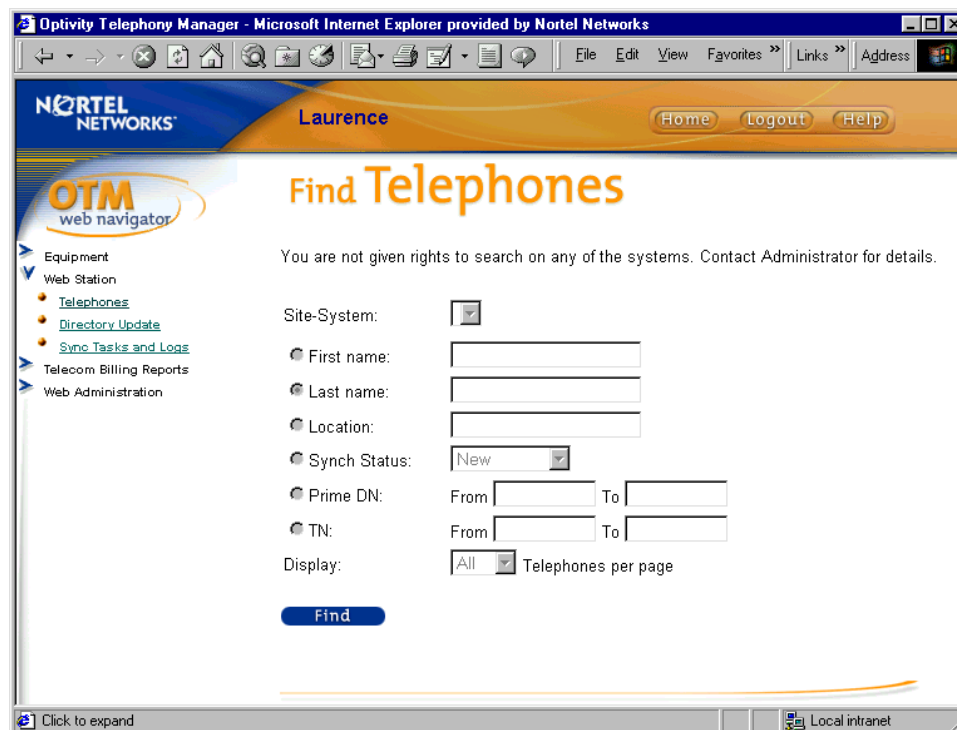 Optivity Telephony Manager - Microsoft Internet Explorer provided by Nortel Networks
File Edit View Favorites » Links » Address
NORTEL
NETWORKS
Laurence
Home Logout Help
OTM
web navigator
Find Telephones
You are not given rights to search on any of the systems. Contact Administrator for details.
Equipment
Web Station
Telephones
Directory Update
Sync Tasks and Logs
Telecom Billing Reports
Web Administration
Site-System:
First name:
Last name:
Location:
Synch Status: New
Prime DN: From To
TN: From To
Display: All Telephones per page
Find
Click to expand
Local intranet